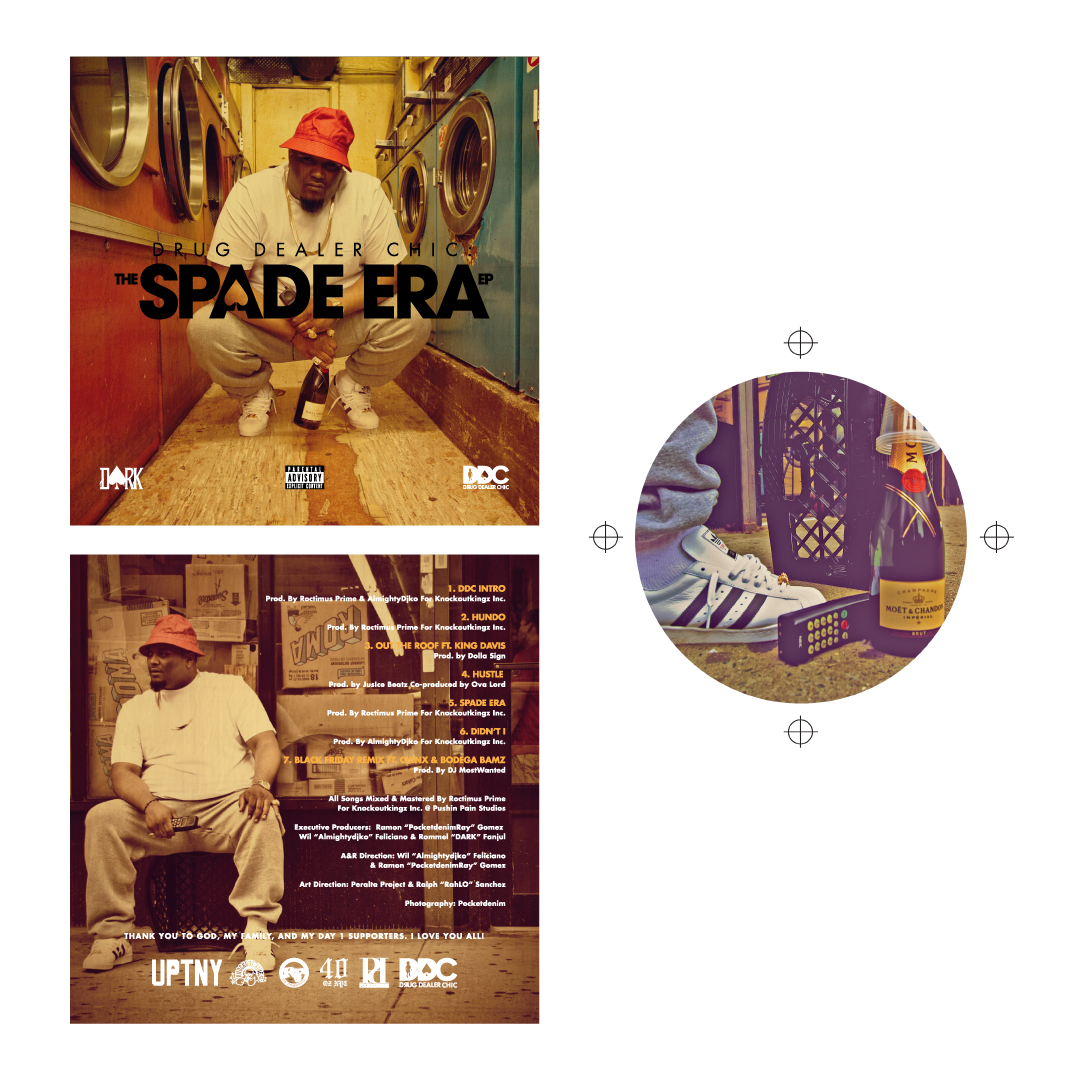 DRUG DEALER CHIC:
THE SPADE ERA EP
DARK
PARENTAL
ADVISORY
EXPLICIT CONTENT
DDC
DRUG DEALER CHIC
1. DDC INTRO
Prod. By Roctimus Prime & AlmightyDjko For Knockoutkingz Inc.
2. HUNDO
Prod. By Roctimus Prime For Knockoutkingz Inc.
3. OUT THE ROOF FT. KING DAVIS
Prod. by Dolla Sign
4. HUSTLE
Prod. by JusIce Beatz Co-produced by Ova Lord
5. SPADE ERA
Prod. By Roctimus Prime For Knockoutkingz Inc.
6. DIDN'T I
Prod. By AlmightyDjko For Knockoutkingz Inc.
7. BLACK FRIDAY REMIX FT. CHINX & BODEGA BAMZ
Prod. By DJ MostWanted
All Songs Mixed & Mastered By Roctimus Prime
For Knockoutkingz Inc. @ Pushin Pain Studios
Executive Producers: Ramon "PocketdenimRay" Gomez
Wil "Almightydjko" Feliciano & Rommel "DARK" Fanjul
A&R Direction: Wil "Almightydjko" Feliciano
& Ramon "PocketdenimRay" Gomez
Art Direction: Peralta Project & Ralph "RahLO" Sanchez
Photography: Pocketdenim
THANK YOU TO GOD, MY FAMILY, AND MY DAY 1 SUPPORTERS. I LOVE YOU ALL!
UPTNY
40
OZ NYC
DDC
DRUG DEALER CHIC
CHAMPAGNE
MOËT & CHANDON
IMPÉRIAL
BRUT